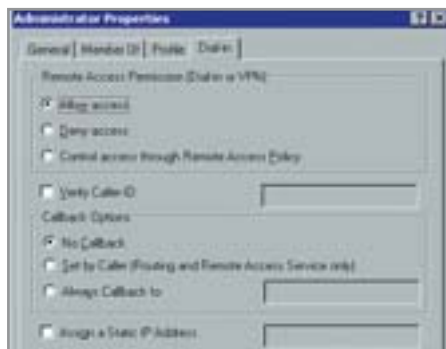 Administrator Properties
General Member Of Profile Dial-in
Remote Access Permission (Dial-in or VPN)
Allow access
Deny access
Control access through Remote Access Policy
Verify Caller-ID:
Callback Options
No Callback
Set by Caller (Routing and Remote Access Service only)
Always Callback to:
Assign a Static IP Address